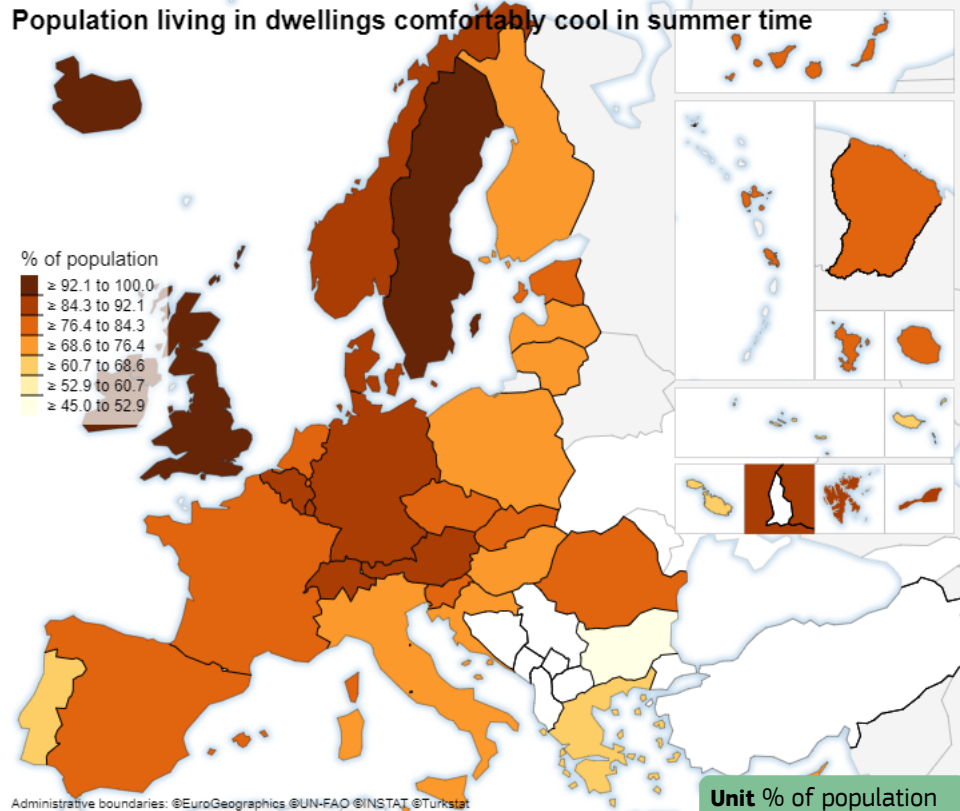 Population living in dwellings comfortably cool in summer time
% of population
≥ 92.1 to 100.0
≥ 84.3 to 92.1
≥ 76.4 to 84.3
≥ 68.6 to 76.4
≥ 60.7 to 68.6
≥ 52.9 to 60.7
≥ 45.0 to 52.9
Administrative boundaries: ©EuroGeographics ©UN-FAO ©INSTAT ©Turkstat
Unit % of population